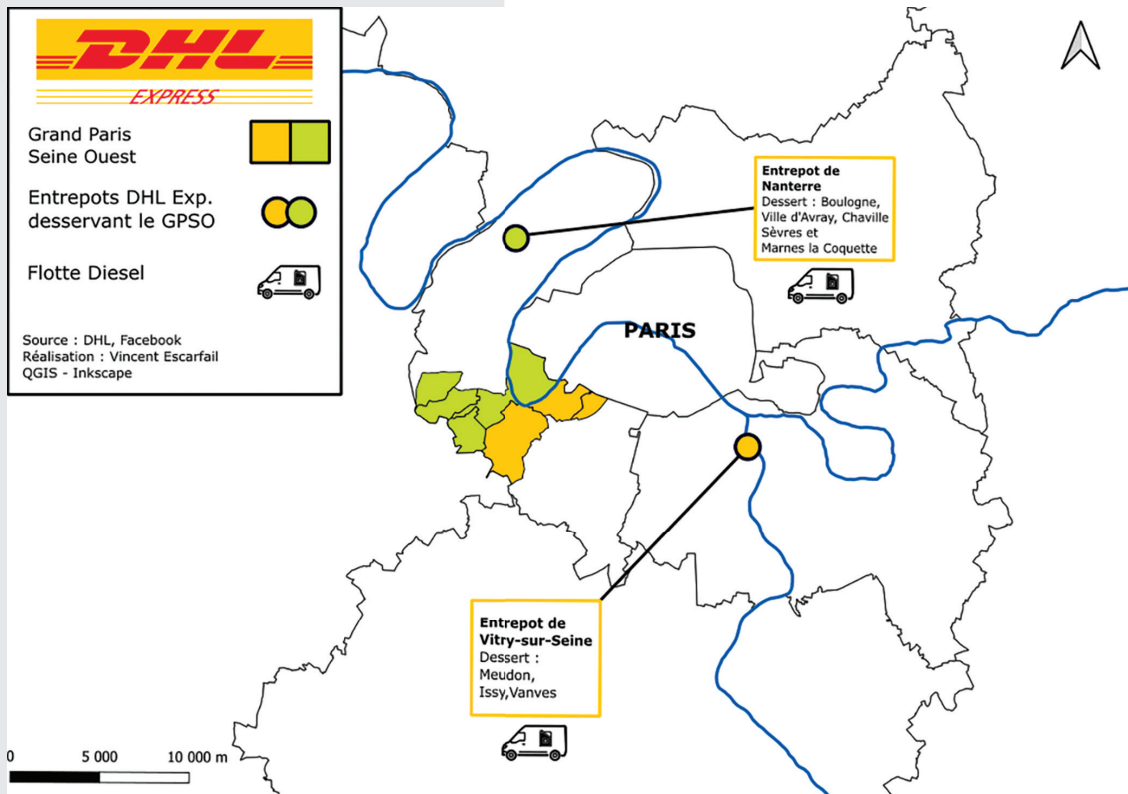 DHL
EXPRESS
Grand Paris
Seine Ouest
Entrepots DHL Exp.
desservant le GPSO
Flotte Diesel
Source : DHL, Facebook
Réalisation : Vincent Escarfail
QGIS - Inkscape
Entrepot de
Nanterre
Dessert : Boulogne,
Ville d'Avray, Chaville
Sèvres et
Marnes la Coquette
PARIS
Entrepot de
Vitry-sur-Seine
Dessert :
Meudon,
Issy,Vanves
0 5 000 10 000 m